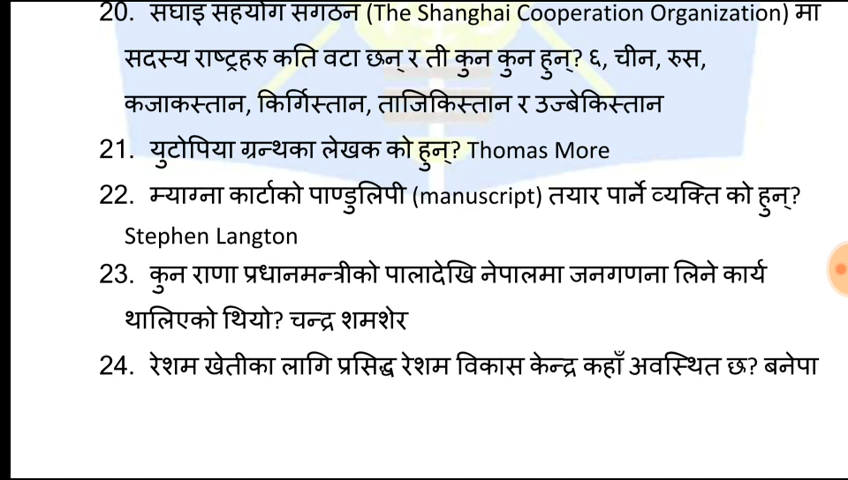 20. संघाइ सहयोग संगठन (The Shanghai Cooperation Organization) मा
सदस्य राष्ट्रहरु कति वटा छन् र ती कुन कुन हुन्? ६, चीन, रुस,
कजाकस्तान, किर्गिस्तान, ताजिकिस्तान र उज्बेकिस्तान
21. युटोपिया ग्रन्थका लेखक को हुन्? Thomas More
22. म्याग्ना कार्टाको पाण्डुलिपी (manuscript) तयार पार्ने व्यक्ति को हुन्?
Stephen Langton
23. कुन राणा प्रधानमन्त्रीको पालादेखि नेपालमा जनगणना लिने कार्य
थालिएको थियो? चन्द्र शमशेर
24. रेशम खेतीका लागि प्रसिद्ध रेशम विकास केन्द्र कहाँ अवस्थित छ? बनेपा